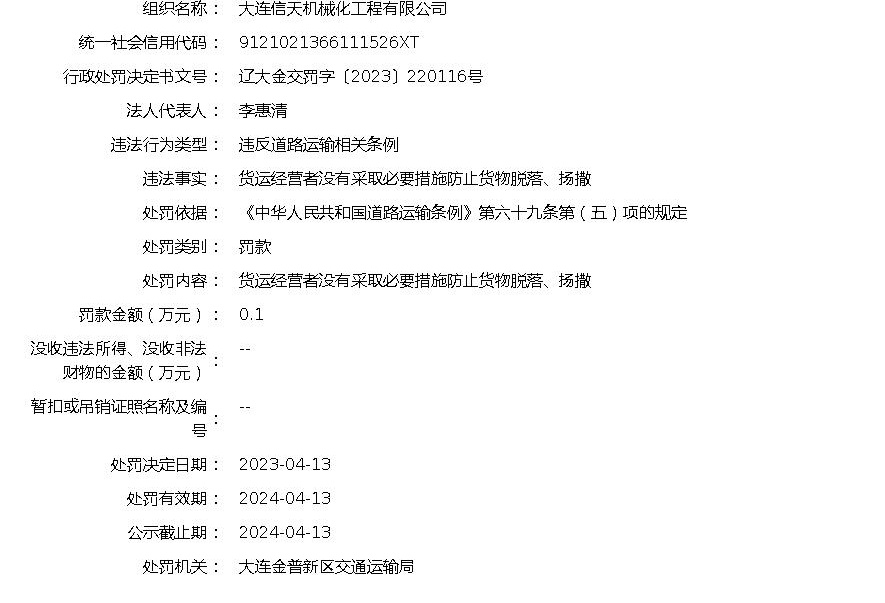 组织名称： 大连信天机械化工程有限公司
统一社会信用代码： 9121021366111526XT
行政处罚决定书文号： 辽大金交罚字〔2023〕220116号
法人代表人： 李惠清
违法行为类型： 违反道路运输相关条例
违法事实： 货运经营者没有采取必要措施防止货物脱落、扬撒
处罚依据： 《中华人民共和国道路运输条例》第六十九条第（五）项的规定
处罚类别： 罚款
处罚内容： 货运经营者没有采取必要措施防止货物脱落、扬撒
罚款金额（万元）： 0.1
没收违法所得、没收非法
财物的金额（万元）： --
暂扣或吊销证照名称及编
号： --
处罚决定日期： 2023-04-13
处罚有效期： 2024-04-13
公示截止期： 2024-04-13
处罚机关： 大连金普新区交通运输局